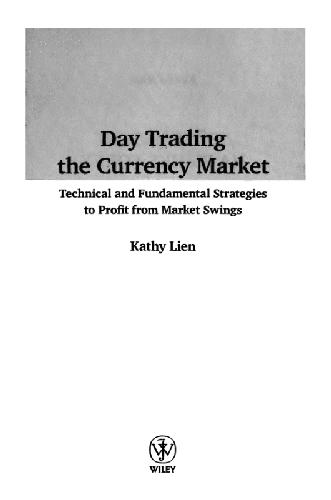 Day Trading
the Currency Market
Technical and Fundamental Strategies
to Profit from Market Swings
Kathy Lien
WILEY